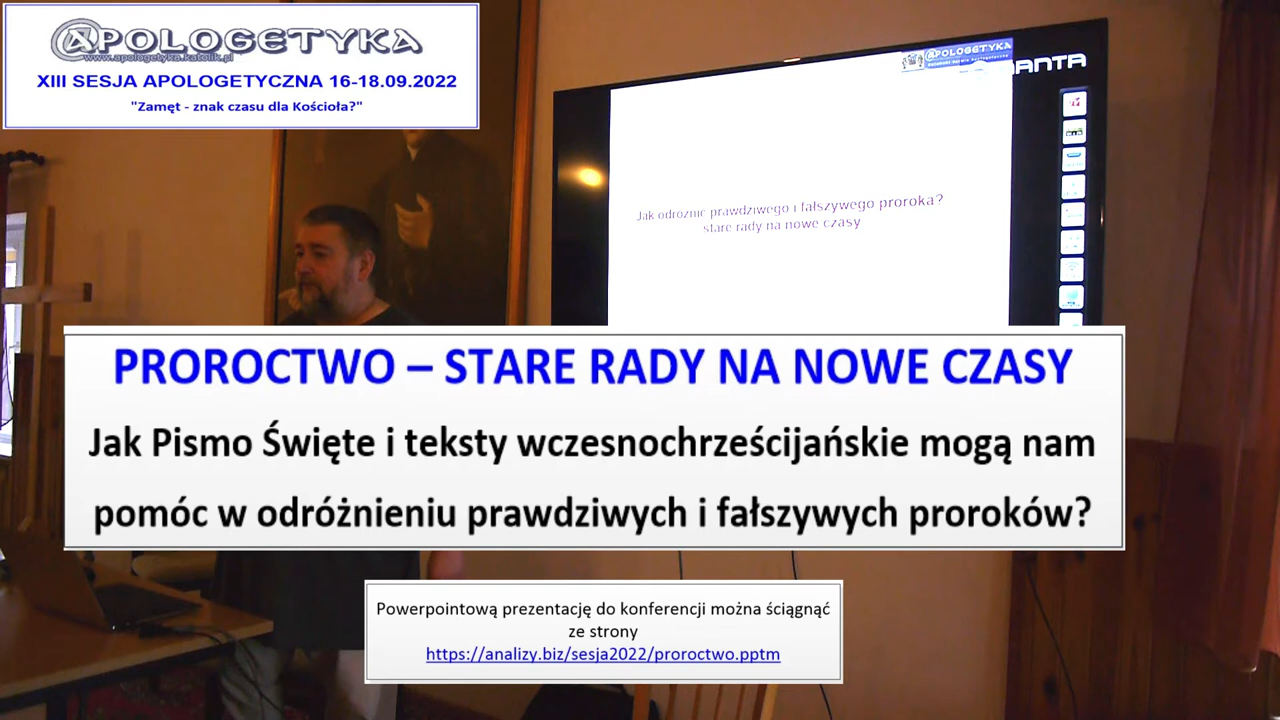 @POLOGETYKA
www.apologetyka.katolik.pl
XIII SESJA APOLOGETYCZNA 16-18.09.2022
"Zamęt - znak czasu dla Kościoła?"
@POLOGETYKA
MANTA
Jak odróżnić prawdziwego i fałszywego proroka?
stare rady na nowe czasy
PROROCTWO – STARE RADY NA NOWE CZASY
Jak Pismo Święte i teksty wczesnochrześcijańskie mogą nam
pomóc w odróżnieniu prawdziwych i fałszywych proroków?
Powerpointową prezentację do konferencji można ściągnąć
ze strony
https://analizy.biz/sesja2022/proroctwo.pptm